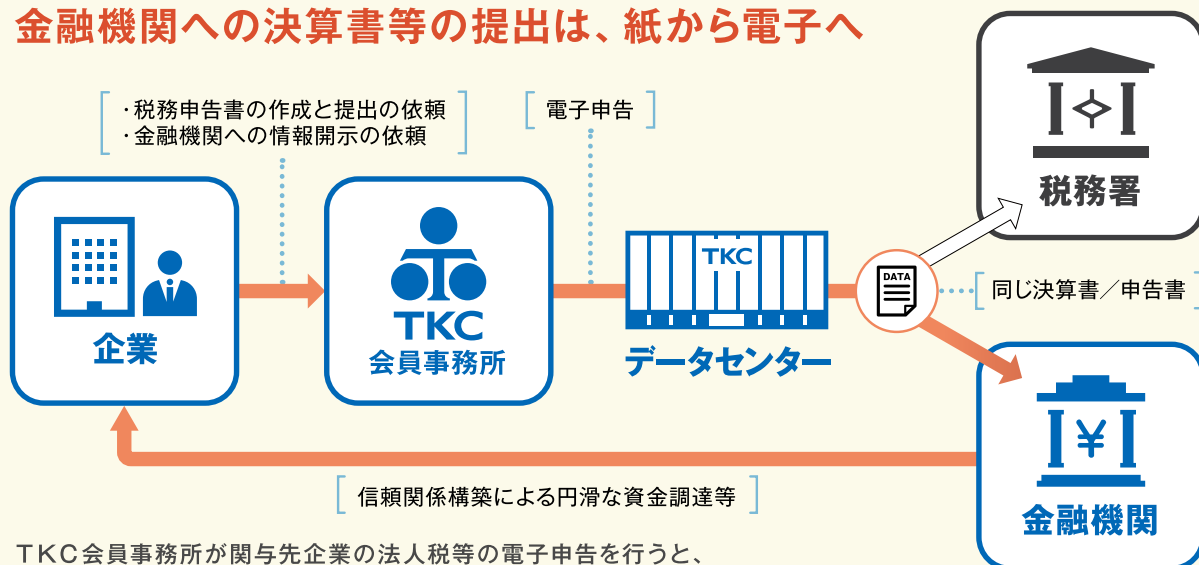 金融機関への決算書等の提出は、紙から電子へ
・税務申告書の作成と提出の依頼
・金融機関への情報開示の依頼
電子申告
税務署
企業
TKC
会員事務所
TKC
データセンター
DATA
同じ決算書／申告書
¥
金融機関
信頼関係構築による円滑な資金調達等
TKC会員事務所が関与先企業の法人税等の電子申告を行うと、